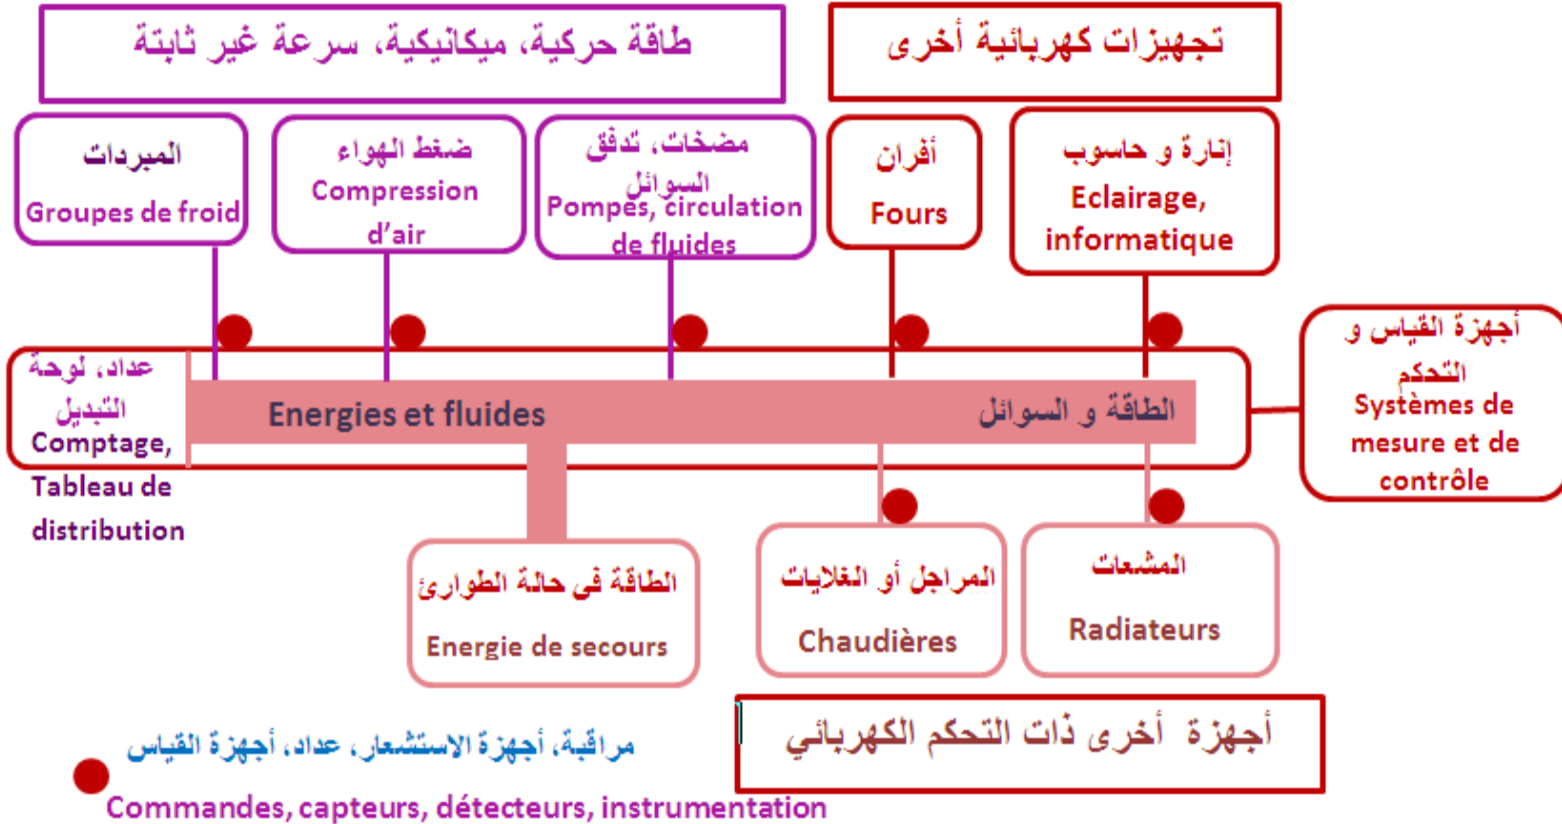 طاقة حركية، ميكانيكية، سرعة غير ثابتة
تجهيزات كهربائية أخرى
المبردات
Groupes de froid
ضغط الهواء
Compression
d’air
مضخات، تدفق
السوائل
Pompes, circulation
de fluides
أفران
Fours
إنارة و حاسوب
Eclairage,
informatique
عداد، لوحة
التبديل
Comptage,
Tableau de
distribution
Energies et fluides
الطاقة و السوائل
أجهزة القياس و
التحكم
Systèmes de
mesure et de
contrôle
الطاقة في حالة الطوارئ
Energie de secours
المراجل أو الغلايات
Chaudières
المشعات
Radiateurs
أجهزة أخرى ذات التحكم الكهربائي
مراقبة، أجهزة الاستشعار، عداد، أجهزة القياس
Commandes, capteurs, détecteurs, instrumentation